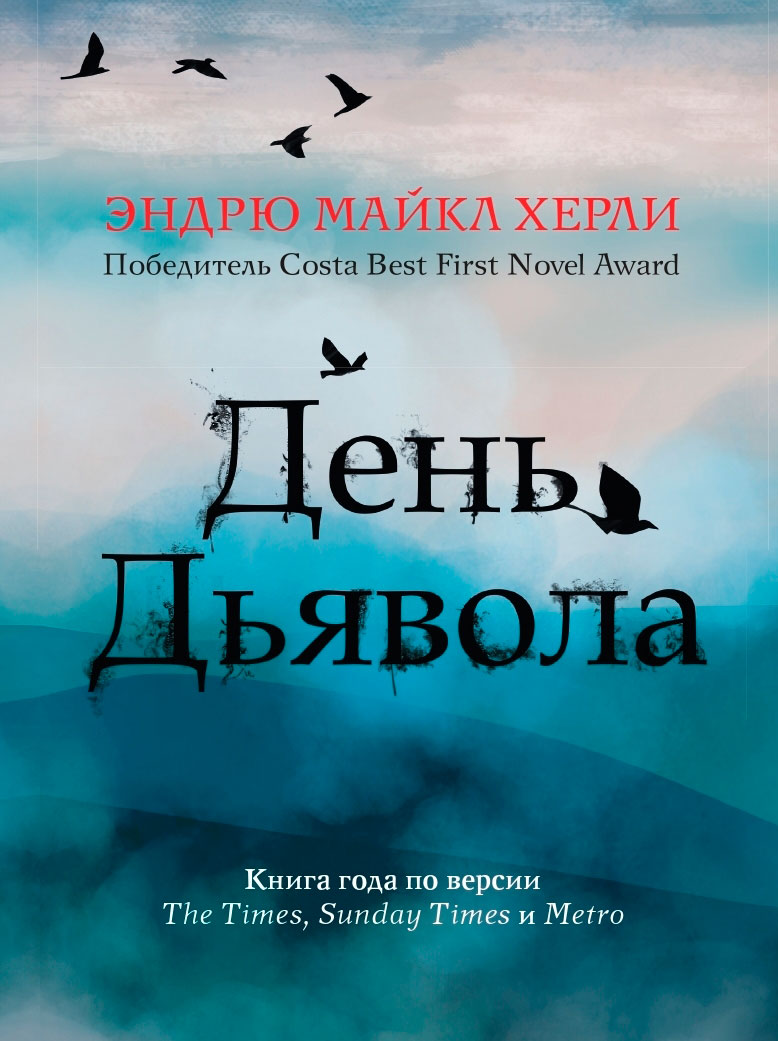 ЭНДРЮ МАЙКЛ ХЕРЛИ
Победитель Costa Best First Novel Award
День
Дьявола
Книга года по версии
The Times, Sunday Times и Metro